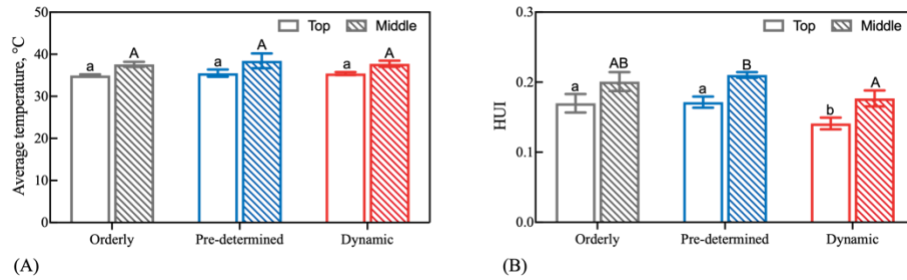 50
40
30
20
10
0
Average temperature, °C
Top Middle
a A a A a A
Orderly Pre-determined Dynamic
(A)
0.3
0.2
0.1
0.0
HUI
Top Middle
a AB a B b A
Orderly Pre-determined Dynamic
(B)